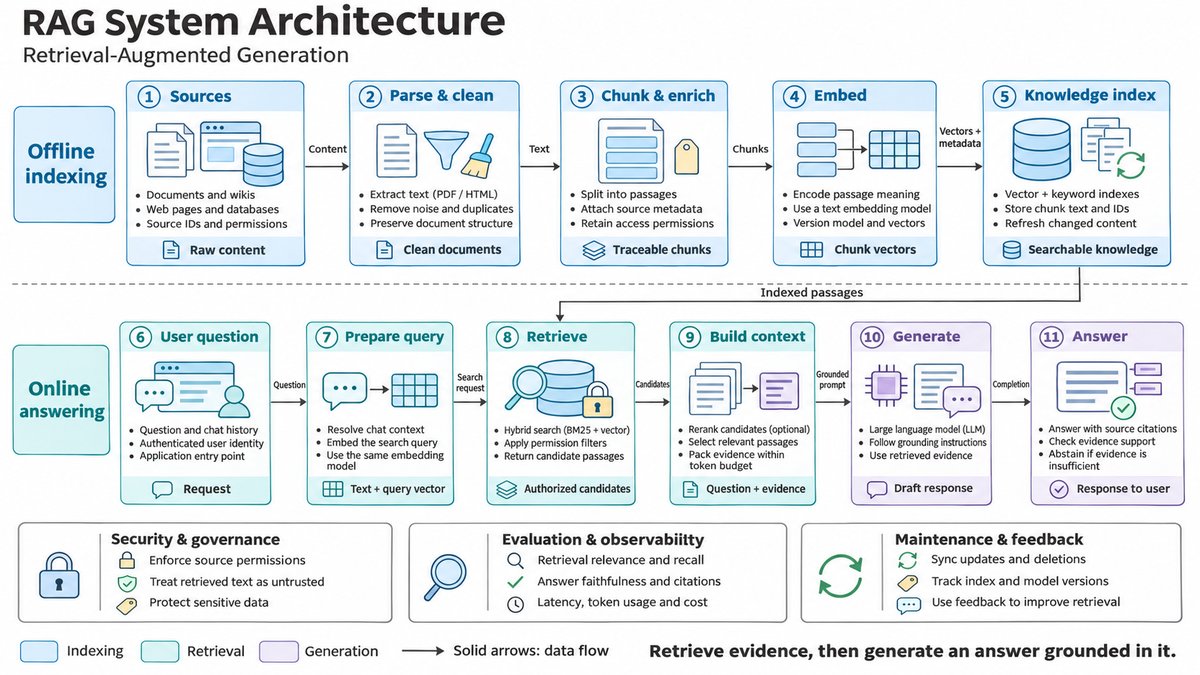 RAG System Architecture
Retrieval-Augmented Generation
Offline
indexing
1 Sources
• Documents and wikis
• Web pages and databases
• Source IDs and permissions
Raw content
Content
2 Parse & clean
• Extract text (PDF / HTML)
• Remove noise and duplicates
• Preserve document structure
Clean documents
Text
3 Chunk & enrich
• Split into passages
• Attach source metadata
• Retain access permissions
Traceable chunks
Chunks
4 Embed
• Encode passage meaning
• Use a text embedding model
• Version model and vectors
Chunk vectors
Vectors +
metadata
5 Knowledge index
• Vector + keyword indexes
• Store chunk text and IDs
• Refresh changed content
Searchable knowledge
Indexed passages
Online
answering
6 User question
• Question and chat history
• Authenticated user identity
• Application entry point
Request
Question
7 Prepare query
• Resolve chat context
• Embed the search query
• Use the same embedding
model
Text + query vector
Search
request
8 Retrieve
• Hybrid search (BM25 + vector)
• Apply permission filters
• Return candidate passages
Authorized candidates
Candidates
9 Build context
• Rerank candidates (optional)
• Select relevant passages
• Pack evidence within
token budget
Question + evidence
Grounded
prompt
10 Generate
• Large language model (LLM)
• Follow grounding instructions
• Use retrieved evidence
Draft response
Completion
11 Answer
• Answer with source citations
• Check evidence support
• Abstain if evidence is
insufficient
Response to user
Security & governance
Enforce source permissions
Treat retrieved text as untrusted
Protect sensitive data
Evaluation & observability
Retrieval relevance and recall
Answer faithfulness and citations
Latency, token usage and cost
Maintenance & feedback
Sync updates and deletions
Track index and model versions
Use feedback to improve retrieval
Indexing
Retrieval
Generation
Solid arrows: data flow
Retrieve evidence, then generate an answer grounded in it.